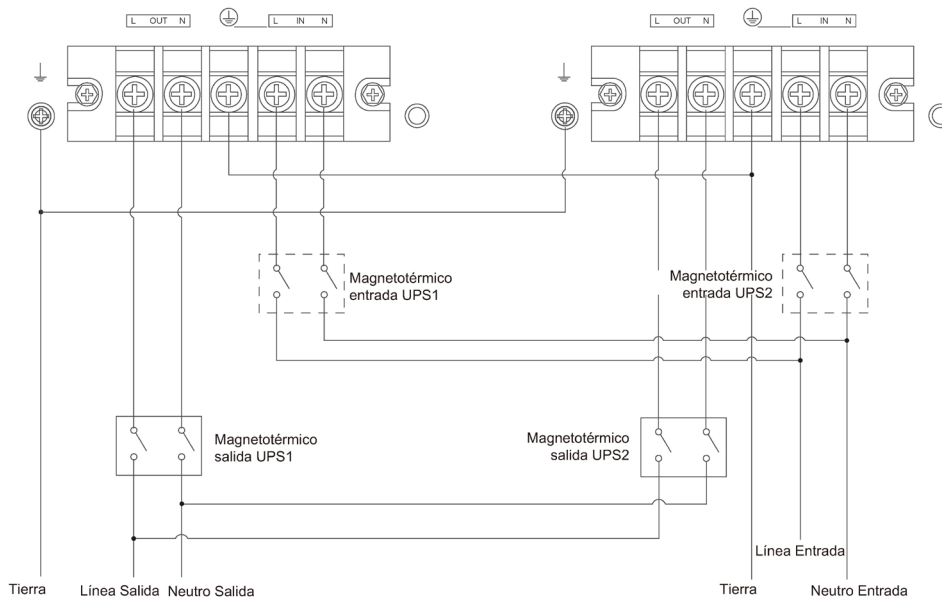 L OUT N
L IN N
L OUT N
L IN N
Magnetotérmico
entrada UPS1
Magnetotérmico
entrada UPS2
Magnetotérmico
salida UPS1
Magnetotérmico
salida UPS2
Línea Entrada
Tierra
Línea Salida
Neutro Salida
Tierra
Neutro Entrada